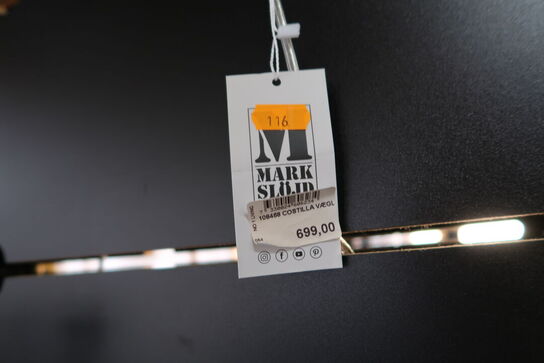 116
M
MARK
SLÖJD
108468 COSTILLA VÆGL
699,00